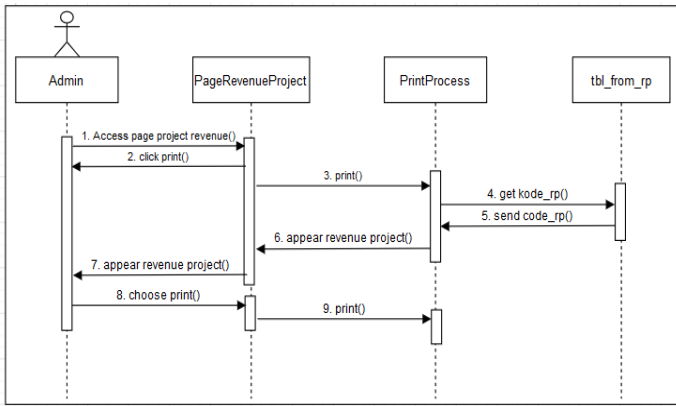 Admin
PageRevenueProject
PrintProcess
tbl_from_rp
1. Access page project revenue()
2. click print()
3. print()
4. get kode_rp()
5. send code_rp()
6. appear revenue project()
7. appear revenue project()
8. choose print()
9. print()